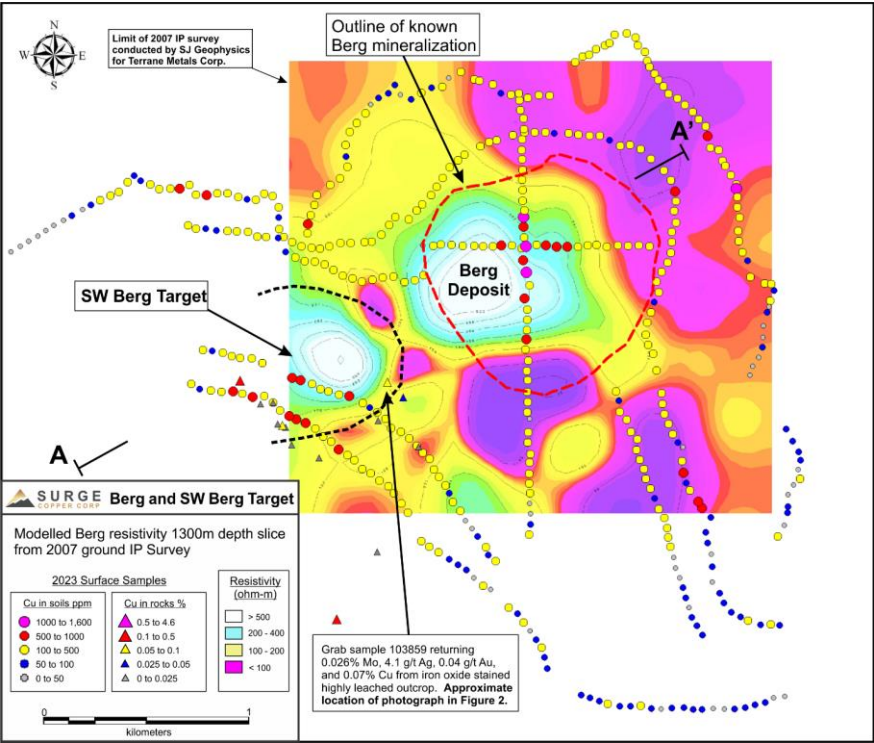 N
W
E
S
Limit of 2007 IP survey
conducted by SJ Geophysics
for Terrane Metals Corp.
Outline of known
Berg mineralization
A'
Berg
Deposit
SW Berg Target
A
SURGE
COPPER CORP
Berg and SW Berg Target
Modelled Berg resistivity 1300m depth slice
from 2007 ground IP Survey
2023 Surface Samples
Cu in soils ppm
1000 to 1,600
500 to 1000
100 to 500
50 to 100
0 to 50
Cu in rocks %
0.5 to 4.6
0.1 to 0.5
0.05 to 0.1
0.025 to 0.05
0 to 0.025
Resistivity
(ohm-m)
> 500
200 - 400
100 - 200
< 100
0
1
kilometers
Grab sample 103859 returning
0.026% Mo, 4.1 g/t Ag, 0.04 g/t Au,
and 0.07% Cu from iron oxide stained
highly leached outcrop. Approximate
location of photograph in Figure 2.